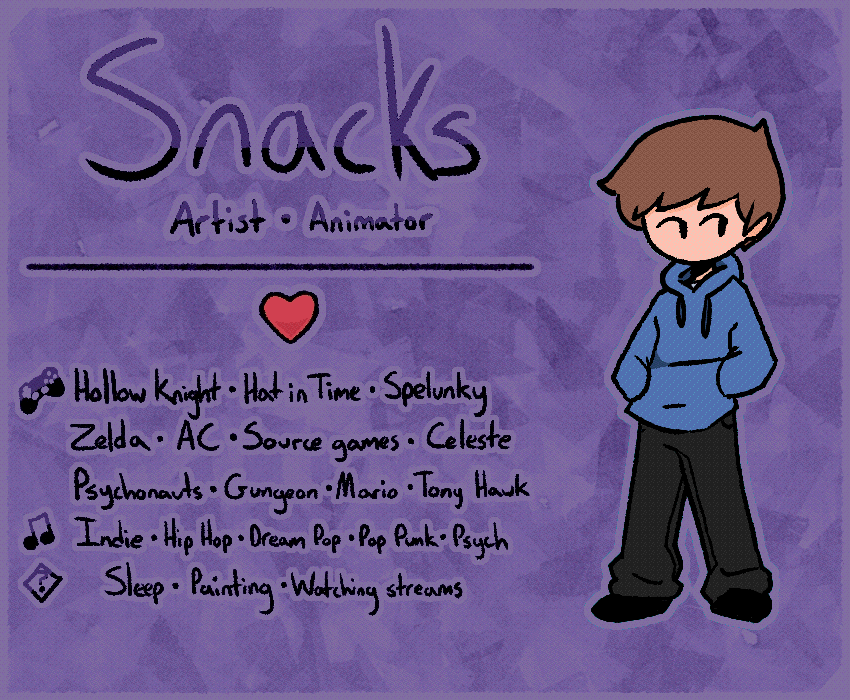 Snacks
Artist • Animator
Hollow Knight • Hat in Time • Spelunky
Zelda • AC • Source games • Celeste
Psychonauts • Gungeon • Mario • Tony Hawk
Indie • Hip Hop • Dream Pop • Pop Punk • Psych
Sleep • Painting • Watching streams